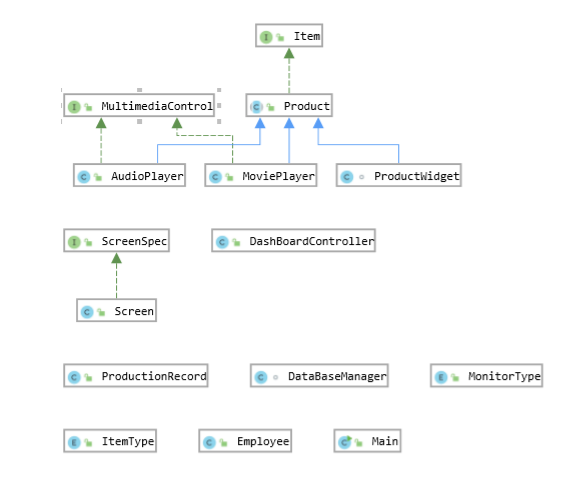 I Item
I MultimediaControl
C Product
C AudioPlayer
C MoviePlayer
C ProductWidget
I ScreenSpec
C DashBoardController
C Screen
C ProductionRecord
C DataBaseManager
E MonitorType
E ItemType
C Employee
C Main